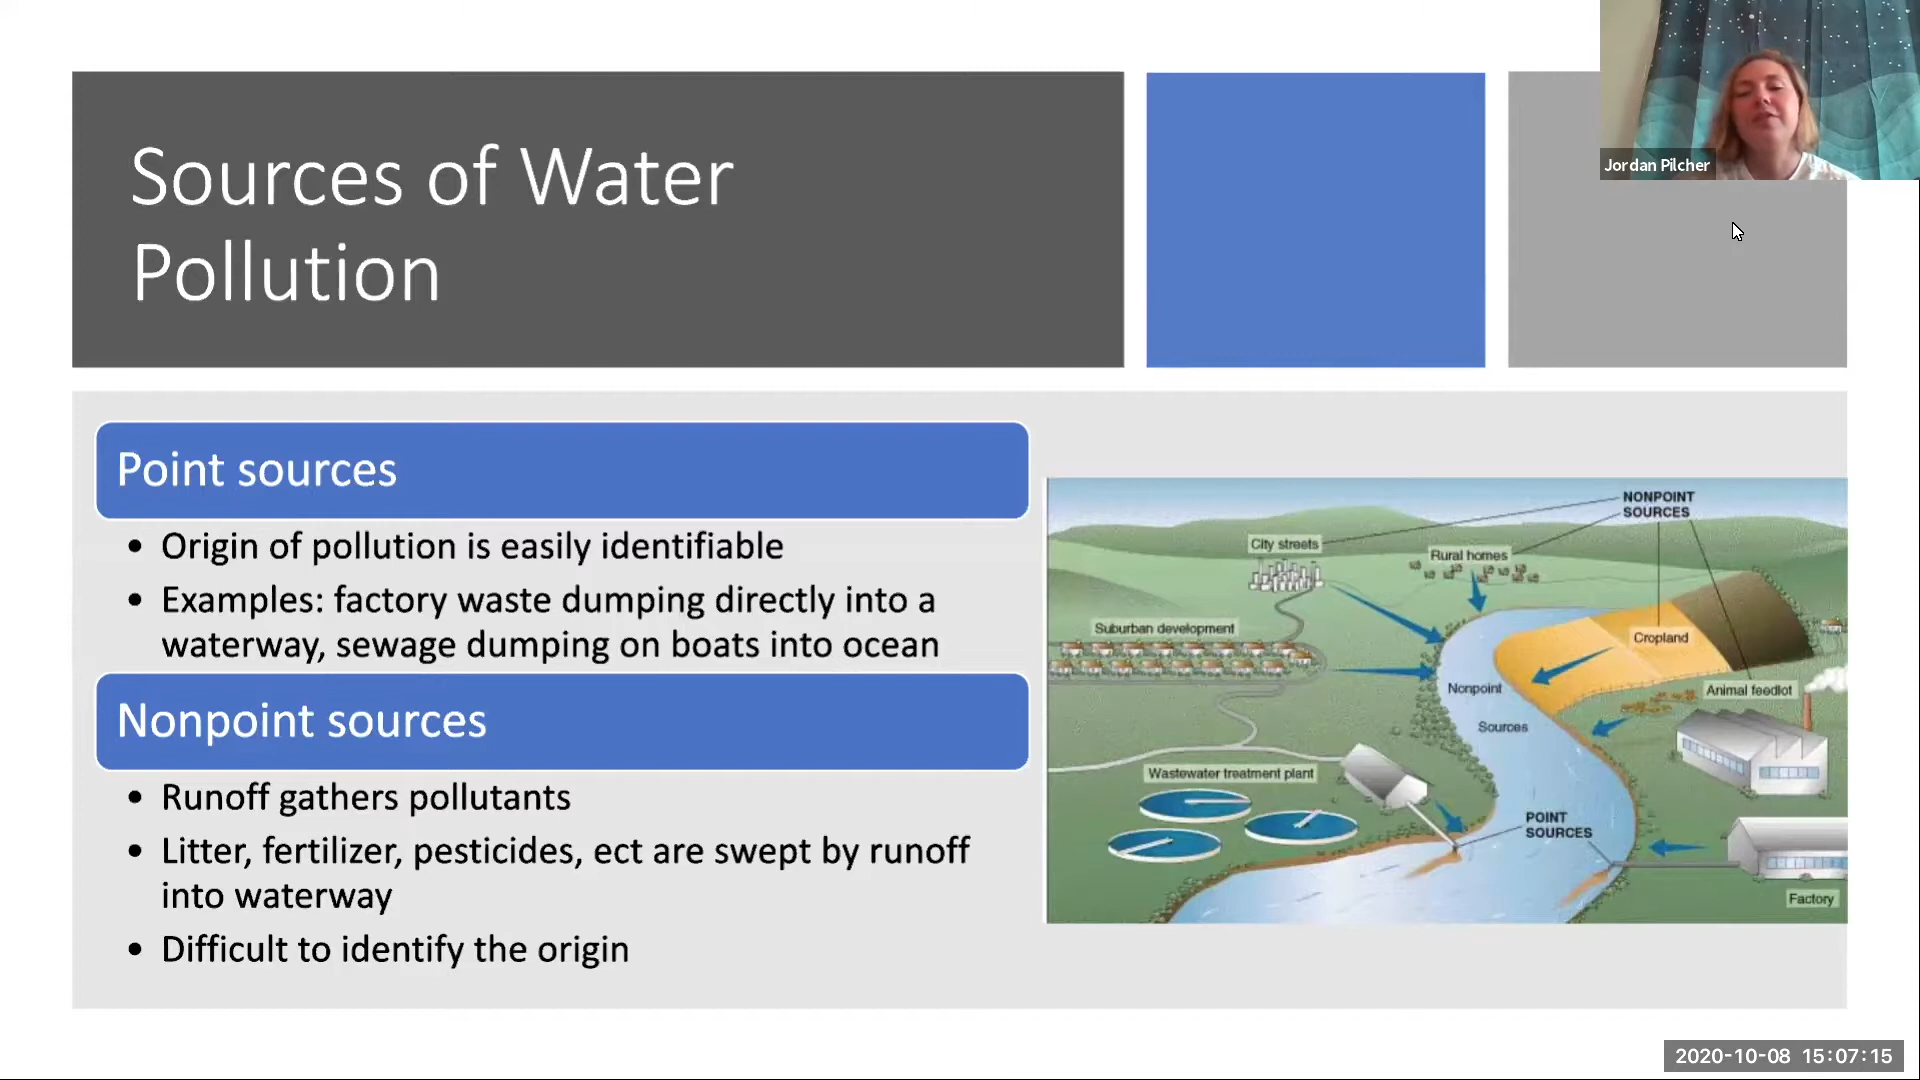 Jordan Pilcher
Sources of Water
Pollution
Point sources
• Origin of pollution is easily identifiable
• Examples: factory waste dumping directly into a
waterway, sewage dumping on boats into ocean
Nonpoint sources
• Runoff gathers pollutants
• Litter, fertilizer, pesticides, ect are swept by runoff
into waterway
• Difficult to identify the origin
NONPOINT
SOURCES
City streets
Rural homes
Suburban development
Cropland
Nonpoint
Sources
Animal feedlot
Wastewater treatment plant
POINT
SOURCES
Factory
2020-10-08 15:07:15